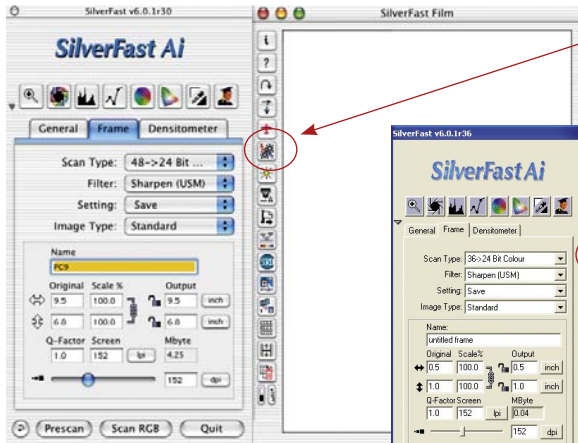 SilverFast v6.0.1r30
SilverFast Ai
General Frame Densitometer
Scan Type: 48->24 Bit ...
Filter: Sharpen (USM)
Setting: Save
Image Type: Standard
Name
FC9
Original Scale % Output
9.5 100.0 9.5 inch
6.0 100.0 6.0 inch
Q-Factor Screen Mbyte
1.0 152 lpi 4.25
152 dpi
Prescan Scan RGB Quit
SilverFast Film
i
?
SilverFast v6.0.1r36
SilverFast Ai
General Frame Densitometer
Scan Type: 36->24 Bit Colour
Filter: Sharpen (USM)
Setting: Save
Image Type: Standard
Name:
untitled frame
Original Scale% Output
0.5 100.0 0.5 inch
1.0 100.0 1.0 inch
Q-Factor Screen MByte
1.0 152 lpi 0.04
152 dpi